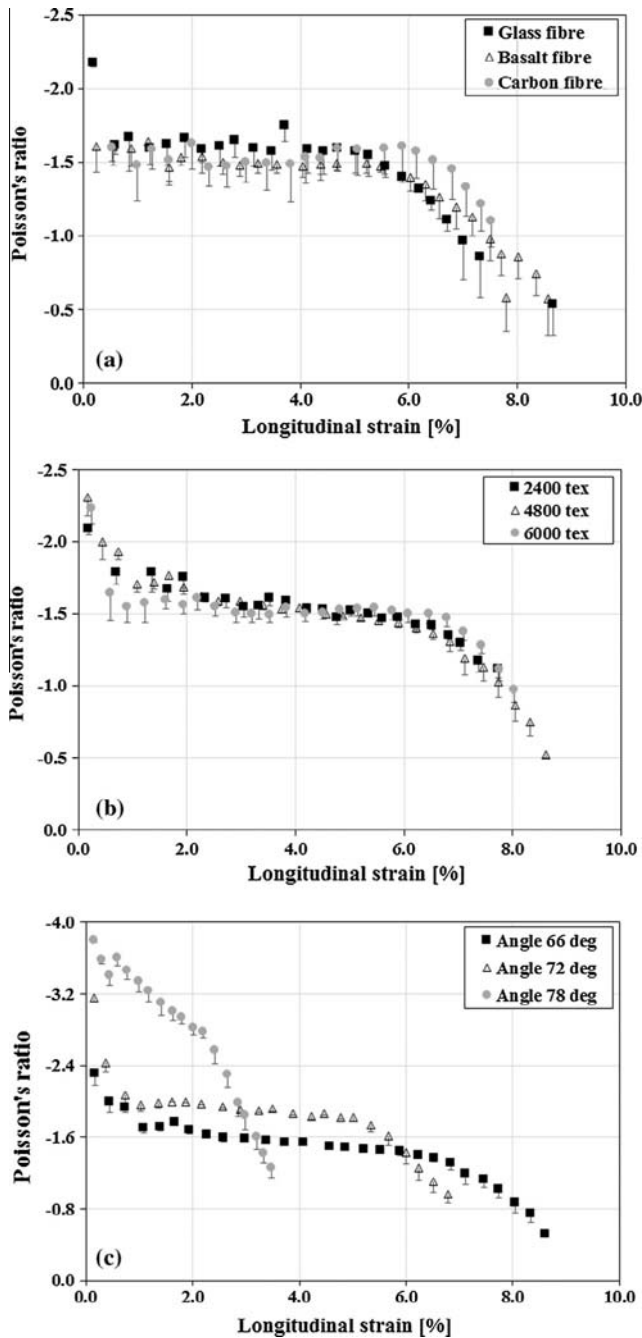 -2.5
Glass fibre
Basalt fibre
Carbon fibre
-2.0
-1.5
-1.0
-0.5
0.0
Poisson's ratio
(a)
0.0 2.0 4.0 6.0 8.0 10.0
Longitudinal strain [%]
-2.5
2400 tex
4800 tex
6000 tex
-2.0
-1.5
-1.0
-0.5
0.0
Poisson's ratio
(b)
0.0 2.0 4.0 6.0 8.0 10.0
Longitudinal strain [%]
-4.0
Angle 66 deg
Angle 72 deg
Angle 78 deg
-3.2
-2.4
-1.6
-0.8
0.0
Poisson's ratio
(c)
0.0 2.0 4.0 6.0 8.0 10.0
Longitudinal strain [%]